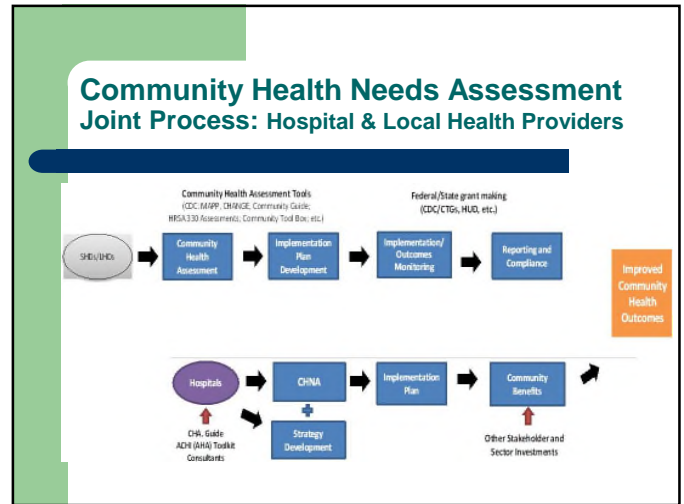 Community Health Needs Assessment
Joint Process: Hospital & Local Health Providers
Community Health Assessment Tools
(CDC: MAPP, CHANGE, Community Guide;
HRSA 330 Assessments; Community Tool Box; etc.)
Federal/State grant making
(CDC/CTGs, HUD, etc.)
SHDs/LHDs
Community
Health
Assessment
Implementation
Plan
Development
Implementation/
Outcomes
Monitoring
Reporting and
Compliance
Improved
Community
Health
Outcomes
Hospitals
CHNA
Implementation
Plan
Community
Benefits
Strategy
Development
CHA, Guide
ACHI (AHA) Toolkit
Consultants
Other Stakeholder and
Sector Investments